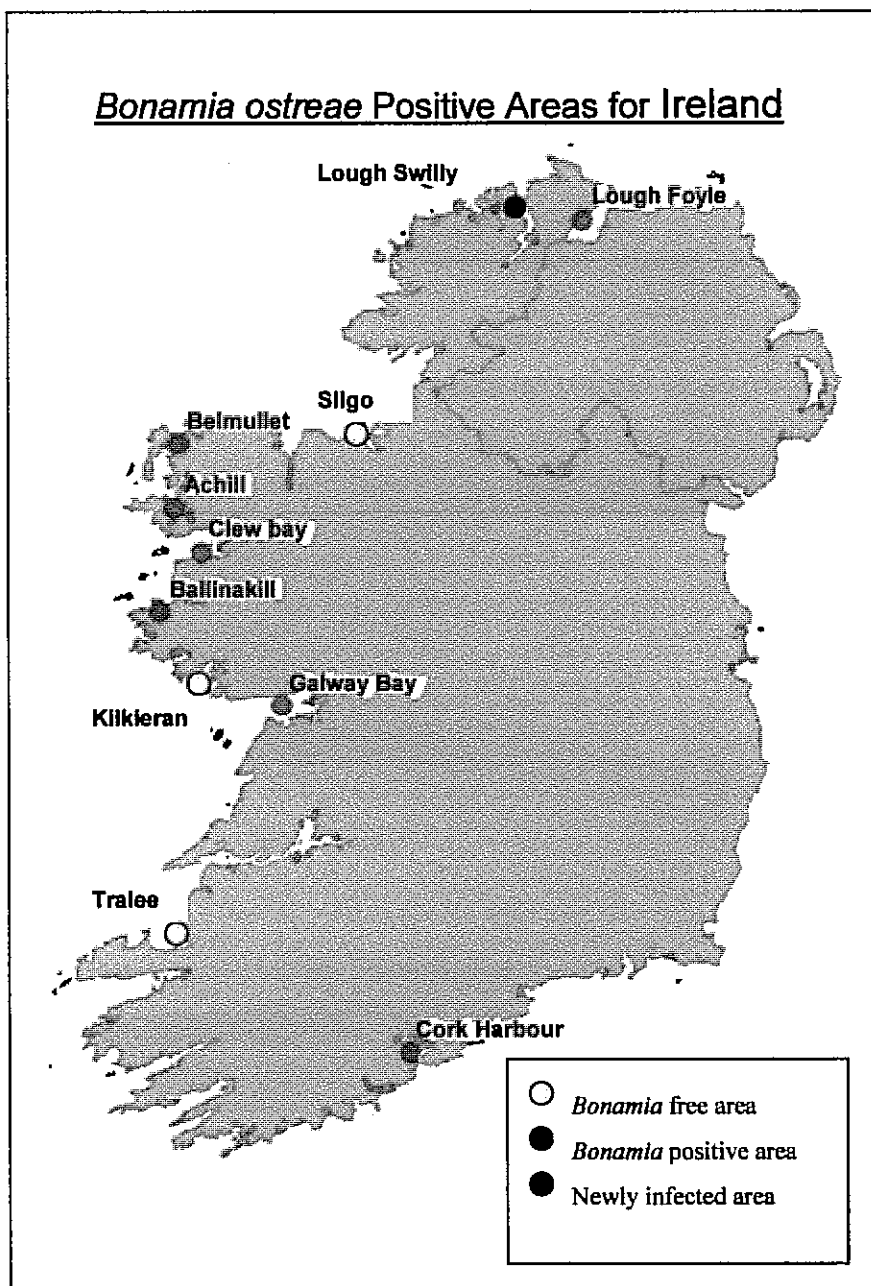 Bonamia ostreae Positive Areas for Ireland
Lough Swilly
Lough Foyle
Sligo
Belmullet
Achill
Clew bay
Ballinakill
Galway Bay
Kilkieran
Tralee
Cork Harbour
Bonamia free area
Bonamia positive area
Newly infected area